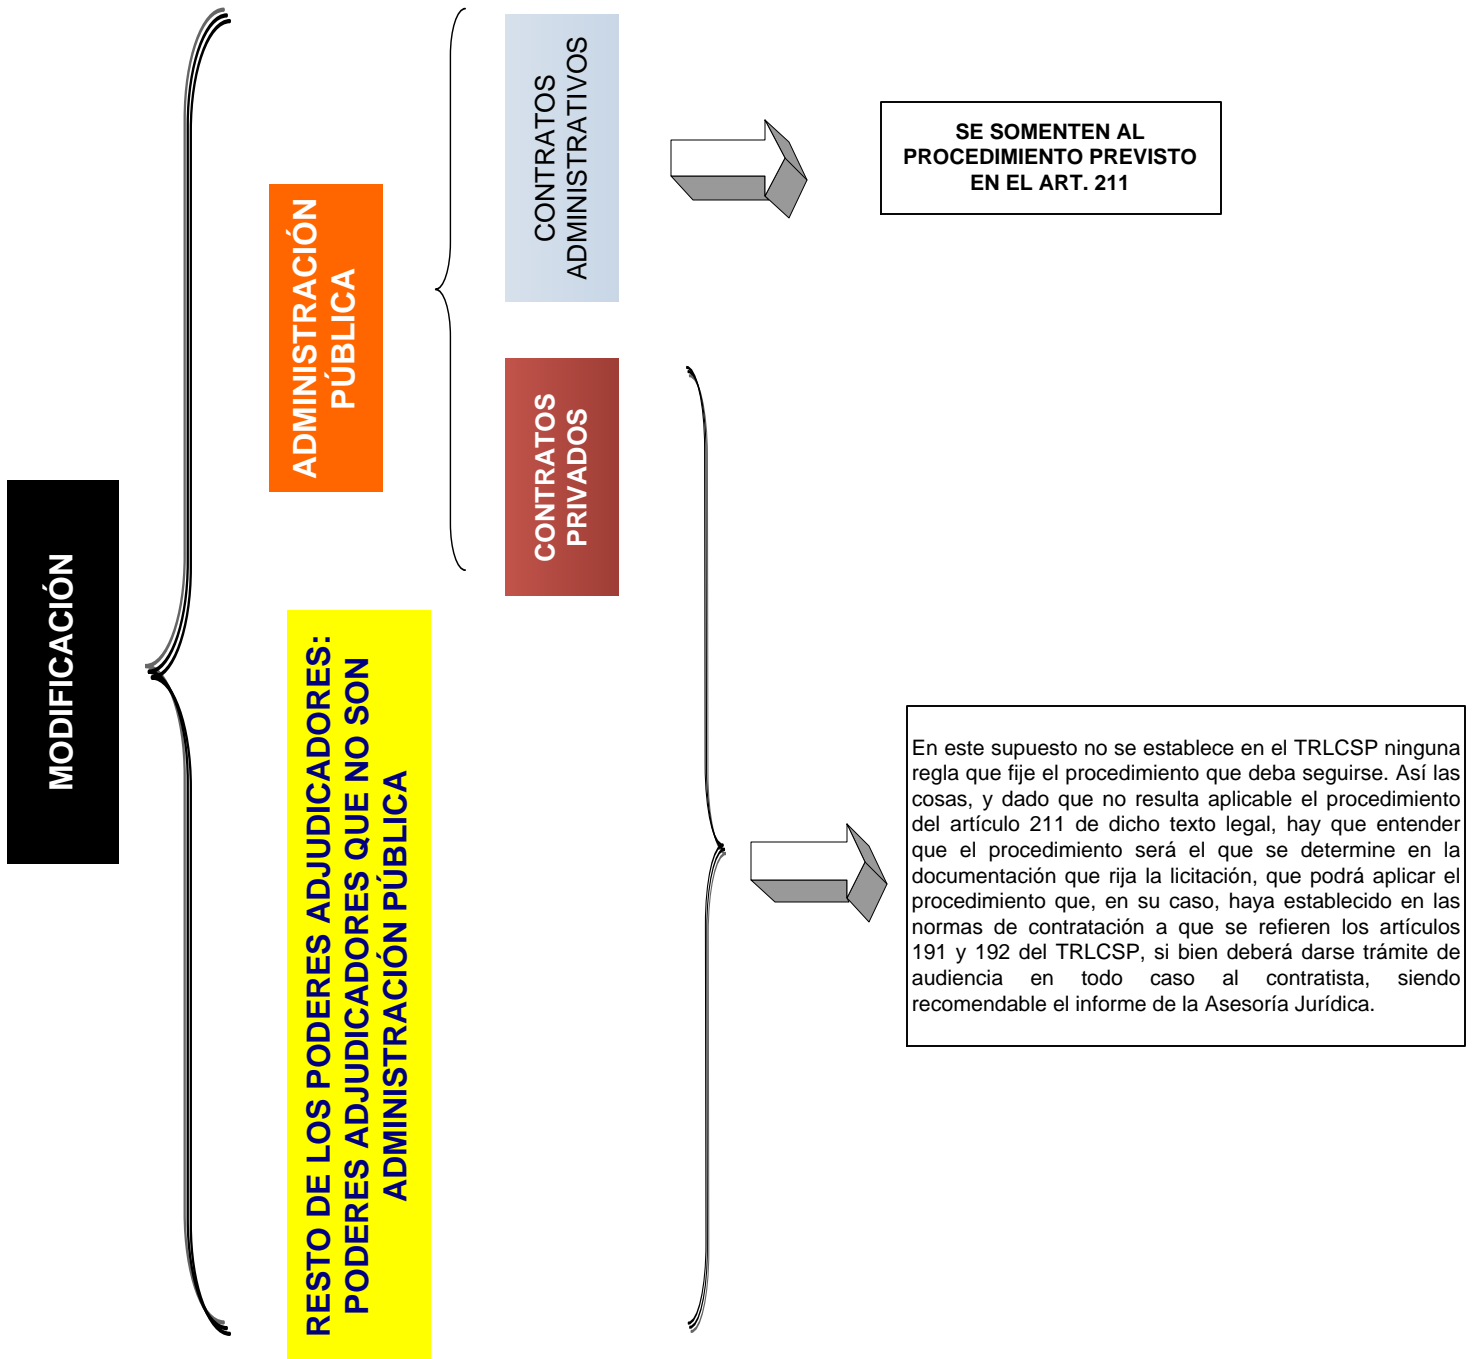 MODIFICACIÓN
ADMINISTRACIÓN
PÚBLICA
CONTRATOS
ADMINISTRATIVOS
SE SOMENTEN AL
PROCEDIMIENTO PREVISTO
EN EL ART. 211
CONTRATOS
PRIVADOS
RESTO DE LOS PODERES ADJUDICADORES:
PODERES ADJUDICADORES QUE NO SON
ADMINISTRACIÓN PÚBLICA
En este supuesto no se establece en el TRLCSP ninguna
regla que fije el procedimiento que deba seguirse. Así las
cosas, y dado que no resulta aplicable el procedimiento
del artículo 211 de dicho texto legal, hay que entender
que el procedimiento será el que se determine en la
documentación que rija la licitación, que podrá aplicar el
procedimiento que, en su caso, haya establecido en las
normas de contratación a que se refieren los artículos
191 y 192 del TRLCSP, si bien deberá darse trámite de
audiencia en todo caso al contratista, siendo
recomendable el informe de la Asesoría Jurídica.